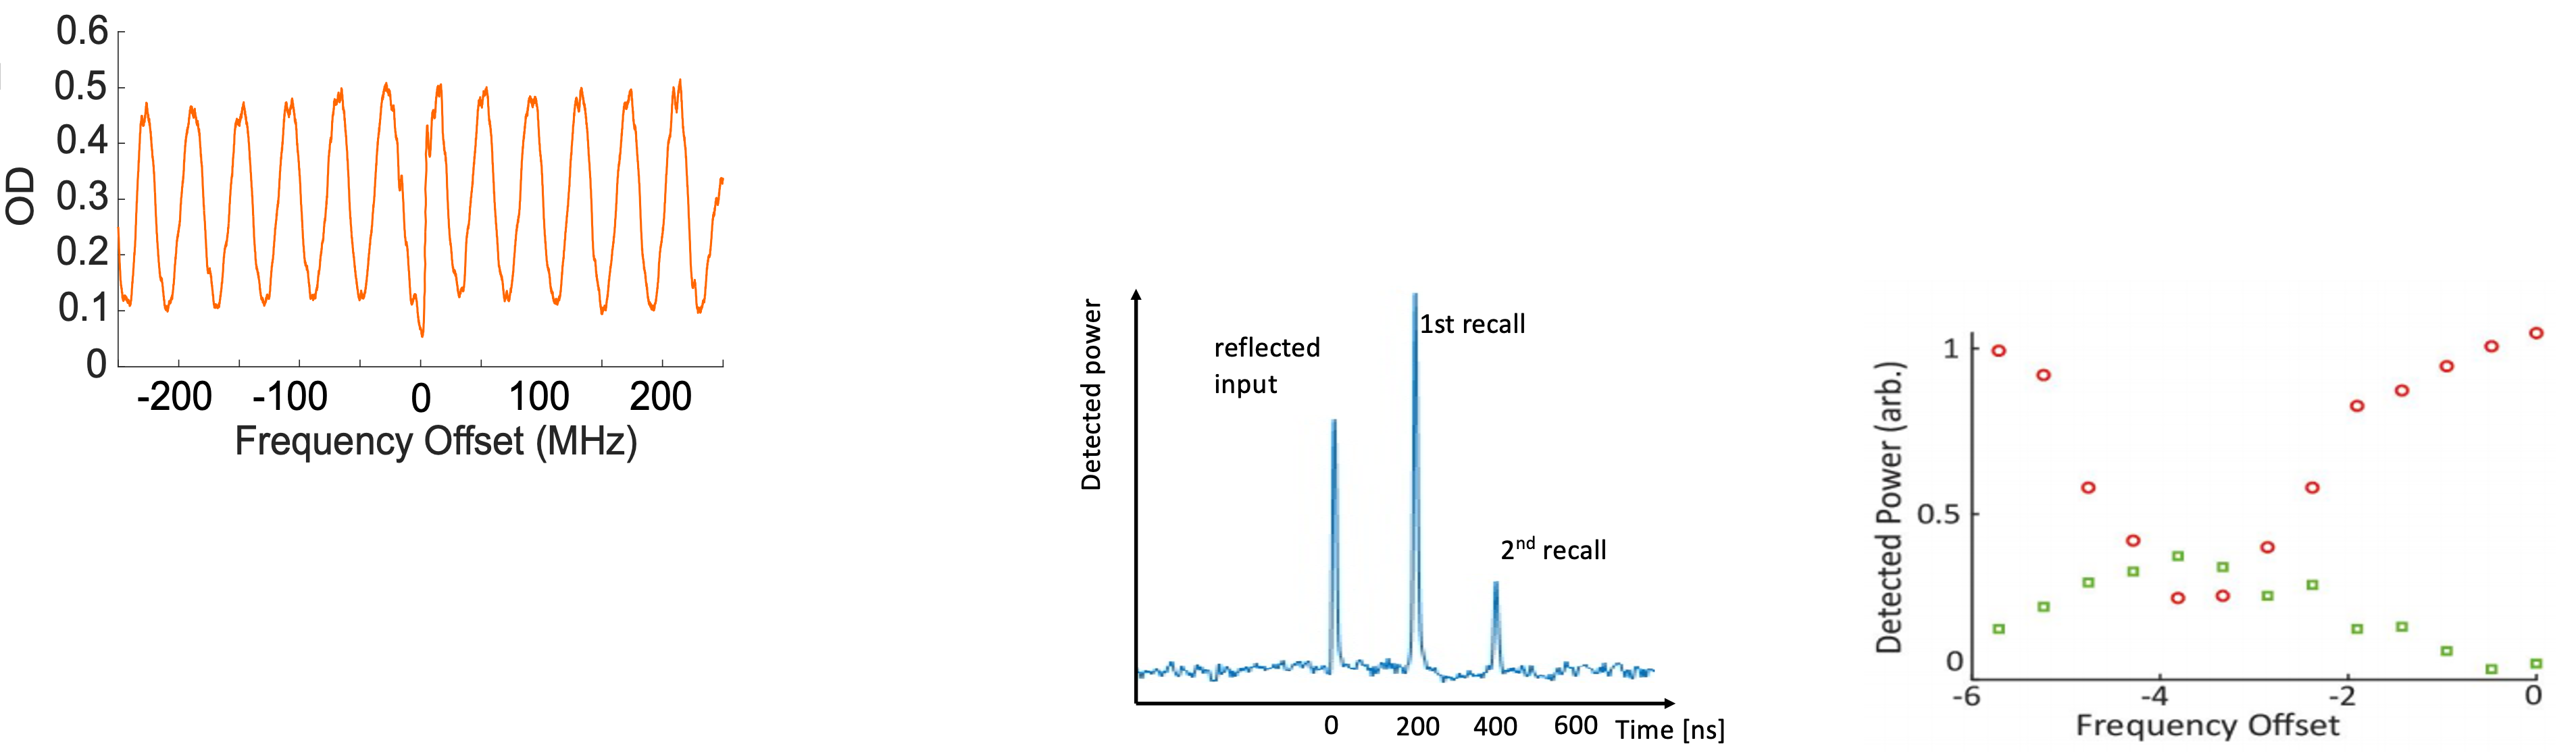 0.6
0.5
0.4
0.3
0.2
0.1
0
OD
-200 -100 0 100 200
Frequency Offset (MHz)
Detected power
reflected
input
1st recall
2nd recall
0 200 400 600 Time [ns]
Detected Power (arb.)
1
0.5
0
-6 -4 -2 0
Frequency Offset